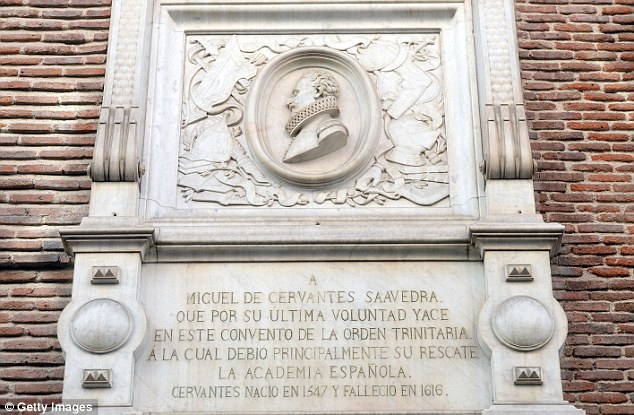 A
MIGUEL DE CERVANTES SAAVEDRA,
QUE POR SU ÚLTIMA VOLUNTAD YACE
EN ESTE CONVENTO DE LA ORDEN TRINITARIA,
Á LA CUAL DEBIÓ PRINCIPALMENTE SU RESCATE,
LA ACADEMIA ESPAÑOLA.
CERVANTES NACIÓ EN 1547 Y FALLECIÓ EN 1616.
© Getty Images